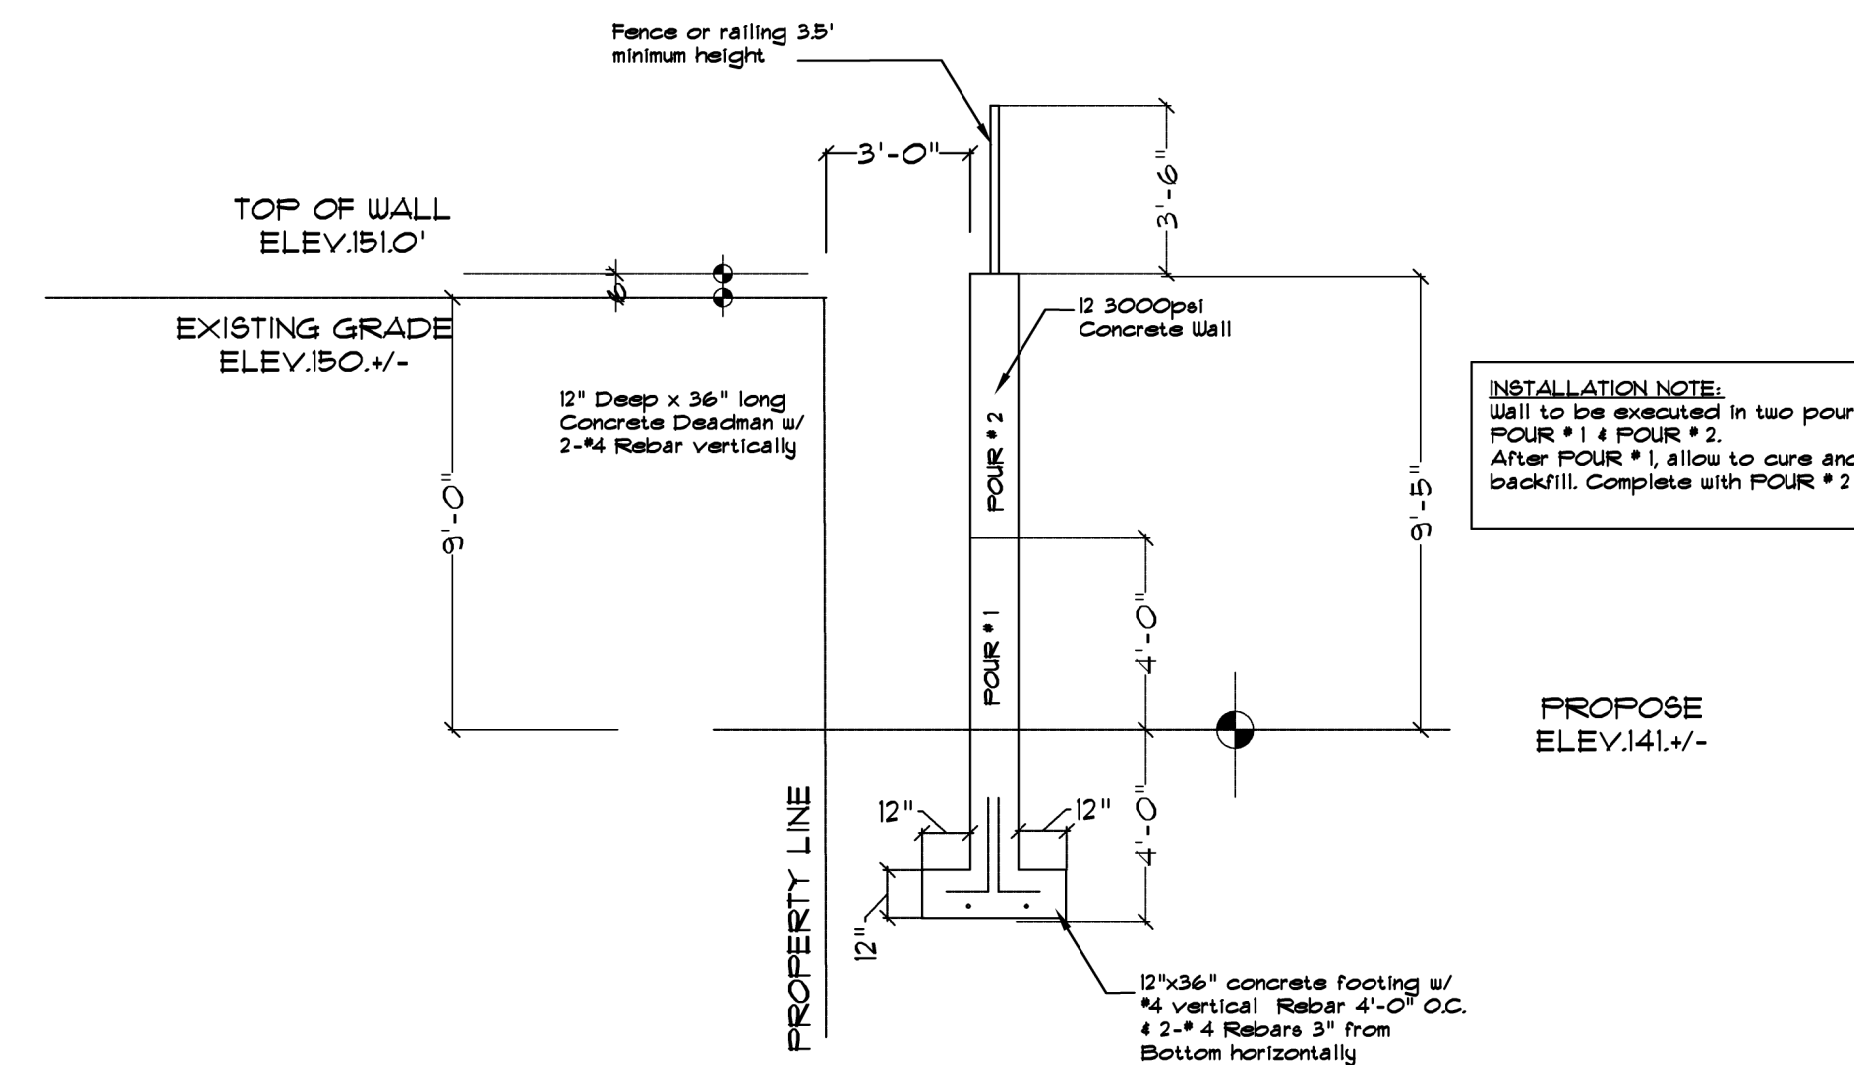 Fence or railing 3.5'
minimum height
3'-0"
3'-6"
TOP OF WALL
ELEV.151.0'
6"
EXISTING GRADE
ELEV.150.+/-
12 3000psi
Concrete Wall
12" Deep x 36" long
Concrete Deadman w/
2-#4 Rebar vertically
POUR # 2
9'-0"
9'-5"
INSTALLATION NOTE:
Wall to be executed in two pour
POUR # 1 & POUR # 2.
After POUR # 1, allow to cure and
backfill. Complete with POUR # 2
POUR # 1
4'-0"
PROPOSE
ELEV.141.+/-
PROPERTY LINE
12"
12"
4'-0"
12"
12"x36" concrete footing w/
#4 vertical Rebar 4'-0" O.C.
& 2-# 4 Rebars 3" from
Bottom horizontally